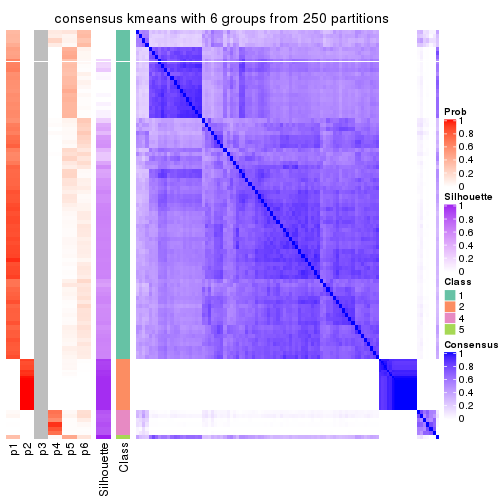 consensus kmeans with 6 groups from 250 partitions
Prob
1
0.8
0.6
0.4
0.2
0
Silhouette
1
0.8
0.6
0.4
0.2
0
Class
1
2
4
5
Consensus
1
0.8
0.6
0.4
0.2
0
p1
p2
p3
p4
p5
p6
Silhouette
Class